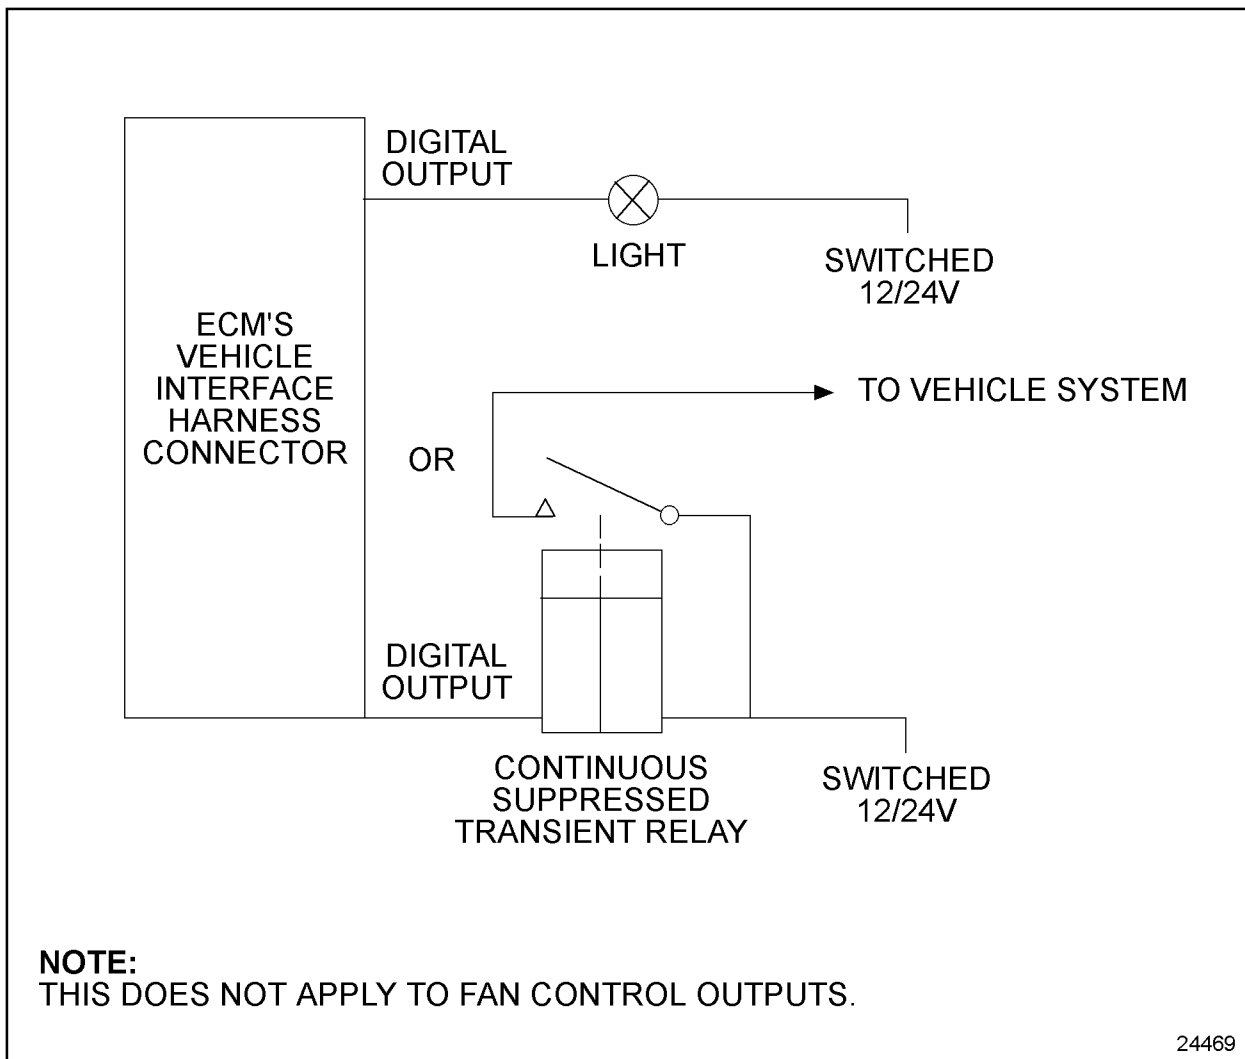 DIGITAL
OUTPUT
LIGHT
SWITCHED
12/24V
ECM'S
VEHICLE
INTERFACE
HARNESS
CONNECTOR
TO VEHICLE SYSTEM
OR
DIGITAL
OUTPUT
CONTINUOUS
SUPPRESSED
TRANSIENT RELAY
SWITCHED
12/24V
NOTE:
THIS DOES NOT APPLY TO FAN CONTROL OUTPUTS.
24469